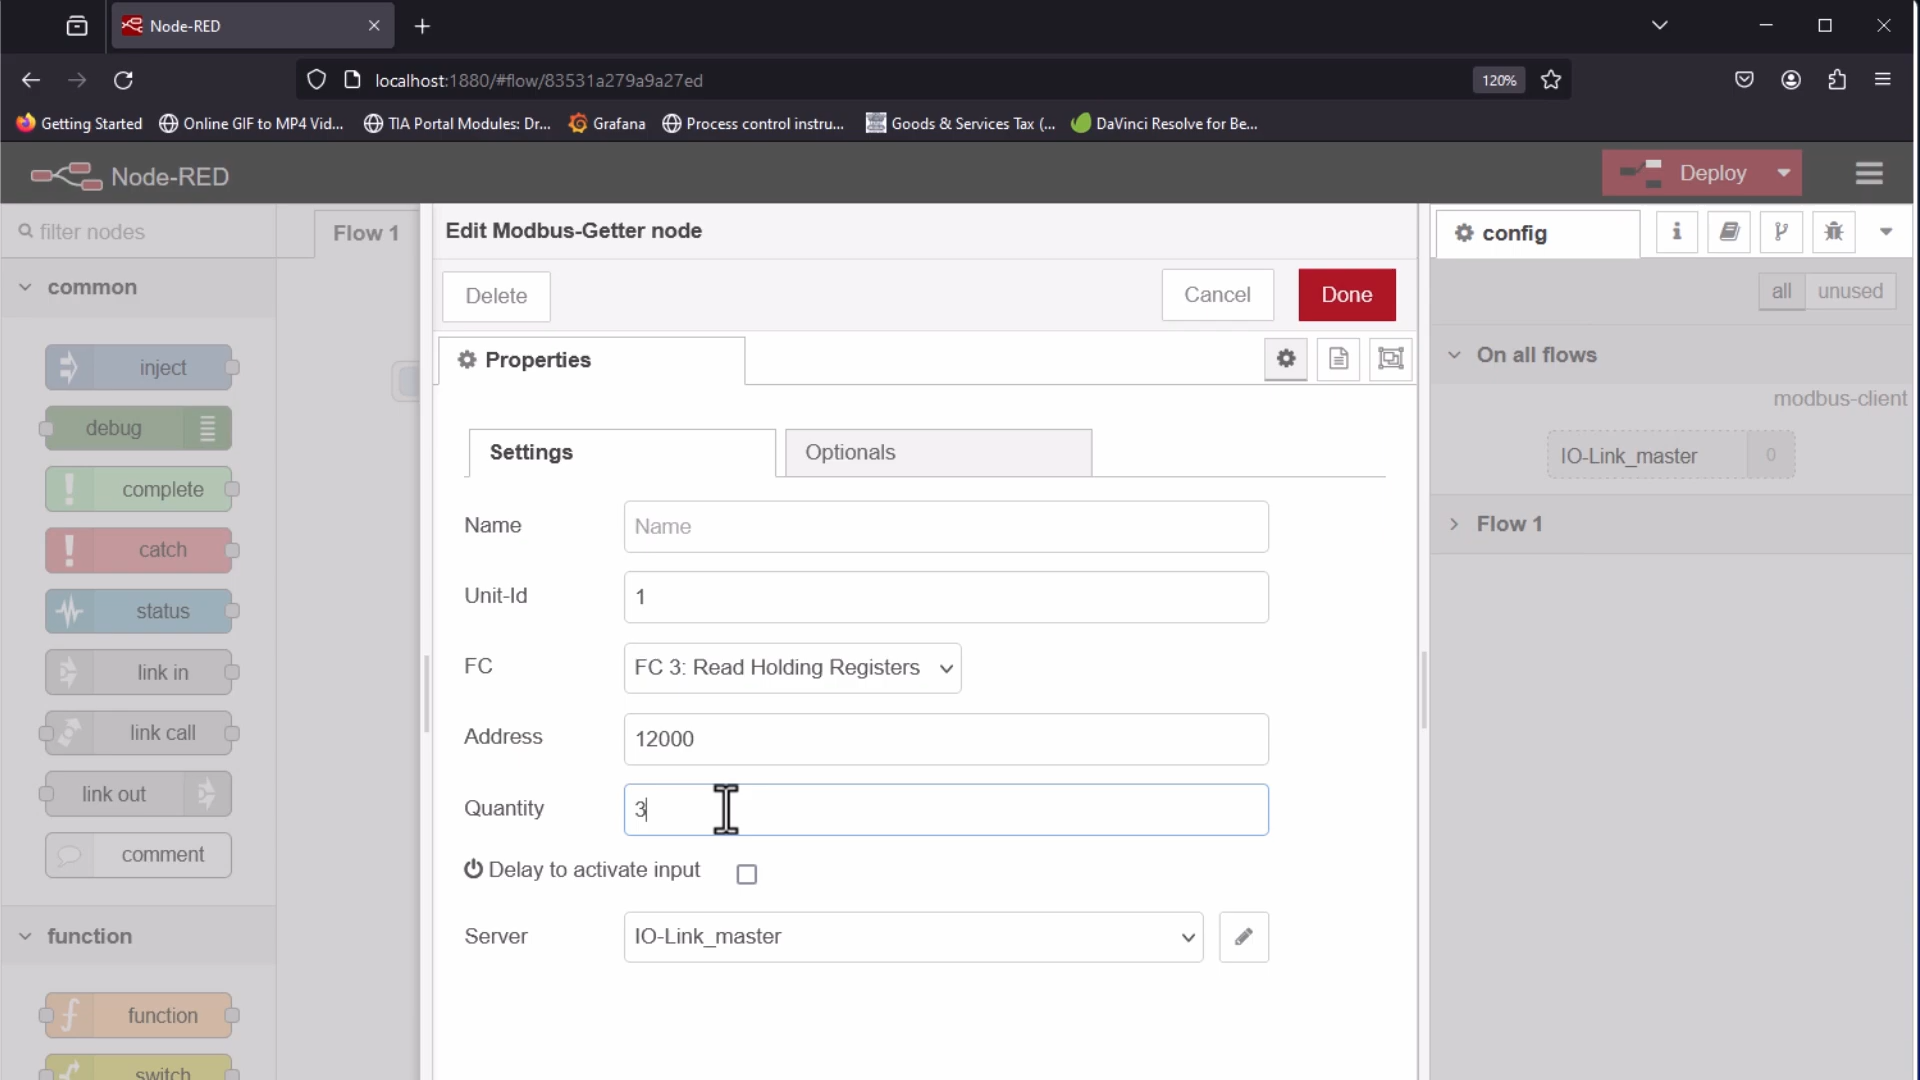 Node-RED
localhost:1880/#flow/83531a279a9a27ed
120%
Getting Started
Online GIF to MP4 Vid...
TIA Portal Modules: Dr...
Grafana
Process control instru...
Goods & Services Tax (...
DaVinci Resolve for Be...
Node-RED
Deploy
filter nodes
common
inject
debug
complete
catch
status
link in
link call
link out
comment
function
function
switch
Flow 1
Edit Modbus-Getter node
Delete
Cancel
Done
Properties
Settings
Optionals
Name
Name
Unit-Id
1
FC
FC 3: Read Holding Registers
Address
12000
Quantity
3
Delay to activate input
Server
IO-Link_master
config
all
unused
On all flows
modbus-client
IO-Link_master
0
Flow 1